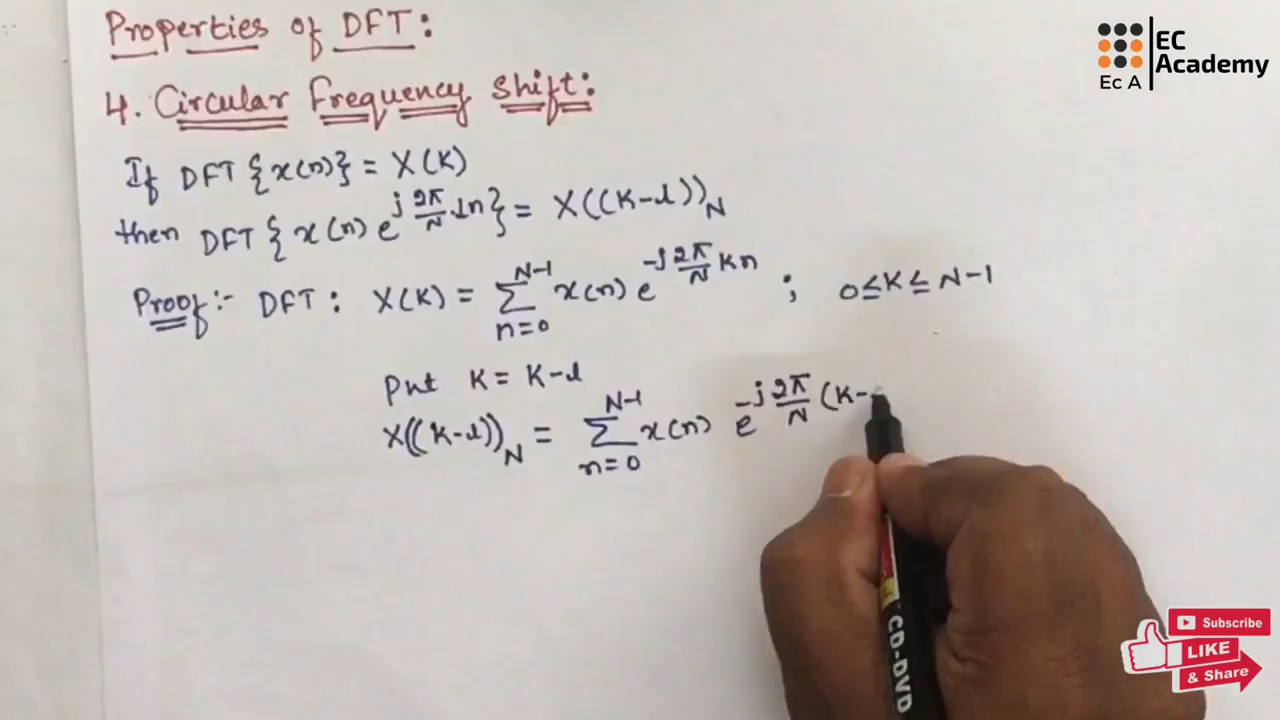 Properties of DFT:
4. Circular Frequency Shift:
If DFT {x(n)} = X(K)
then DFT { x(n) e^{j 2π/N ln} } = X((K-l))_N
Proof:- DFT: X(K) = Σ_{n=0}^{N-1} x(n) e^{-j 2π/N Kn} ; 0≤K≤N-1
Put K = K-l
X((K-l))_N = Σ_{n=0}^{N-1} x(n) e^{-j 2π/N (K-
EC Academy
Ec A
CD-DVD
Subscribe
LIKE
& Share